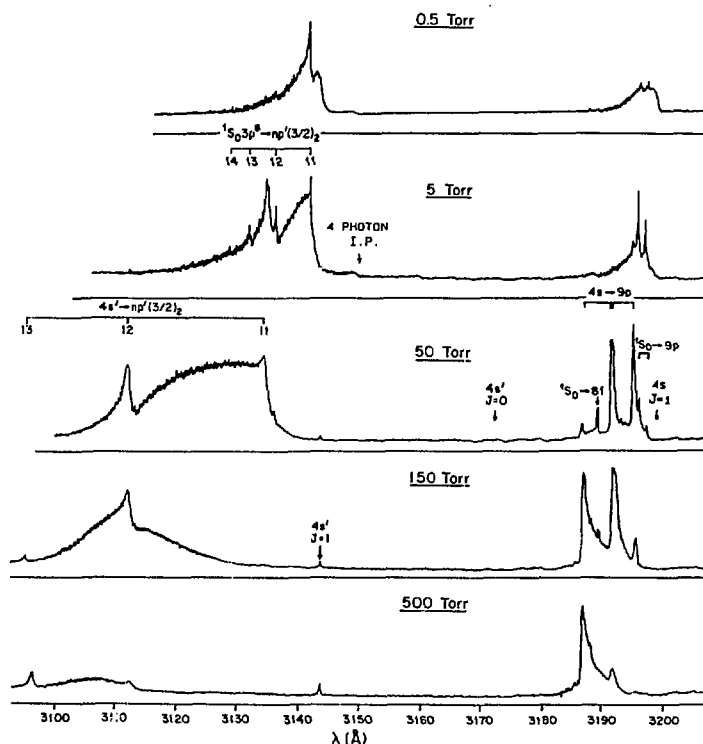 0.5 Torr
¹S₀3p⁶→np'(3/2)₂
14 13 12 11
5 Torr
4 PHOTON
I.P.
4s'→np'(3/2)₂
13 12 11
4s→9p
50 Torr
4s'
J=0
¹S₀→8f
¹S₀→9p
4s
J=1
150 Torr
4s'
J=1
500 Torr
3100 3110 3120 3130 3140 3150 3160 3170 3180 3190 3200
λ (Å)